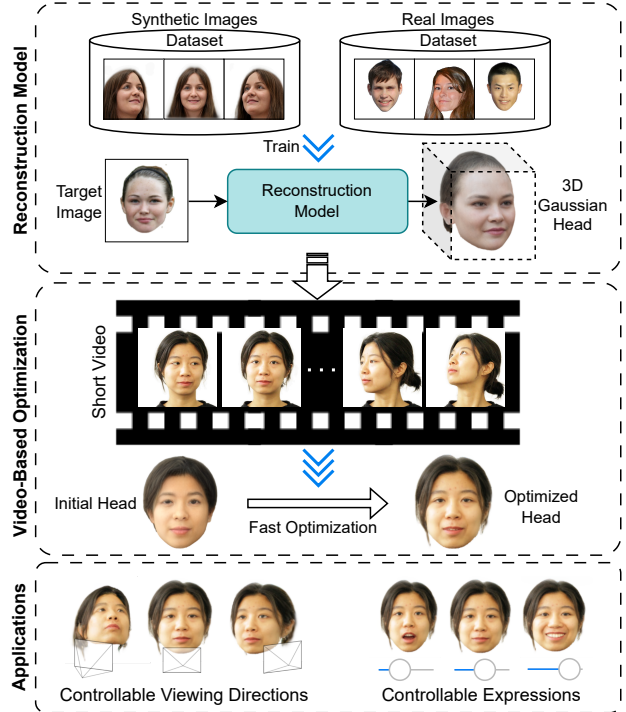 Synthetic Images
Real Images
Dataset
Dataset
Reconstruction Model
Train
Target
Image
Reconstruction
Model
3D
Gaussian
Head
Video-Based Optimization
Short Video
Initial Head
Fast Optimization
Optimized
Head
Applications
Controllable Viewing Directions
Controllable Expressions